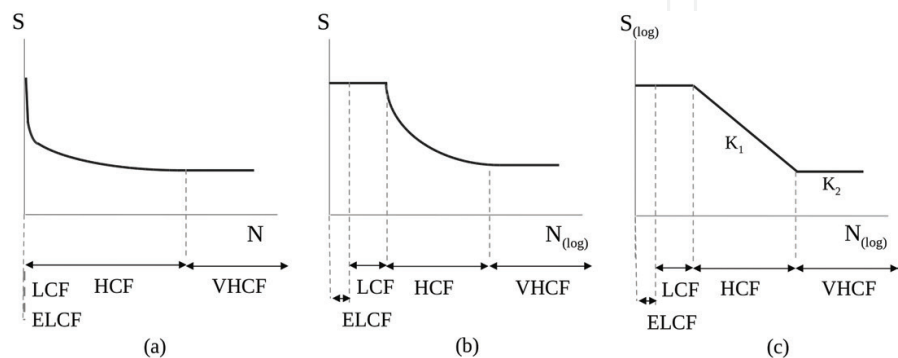 S
N
LCF
HCF
VHCF
ELCF
(a)
S
N(log)
LCF
HCF
VHCF
ELCF
(b)
S(log)
K1
K2
N(log)
LCF
HCF
VHCF
ELCF
(c)